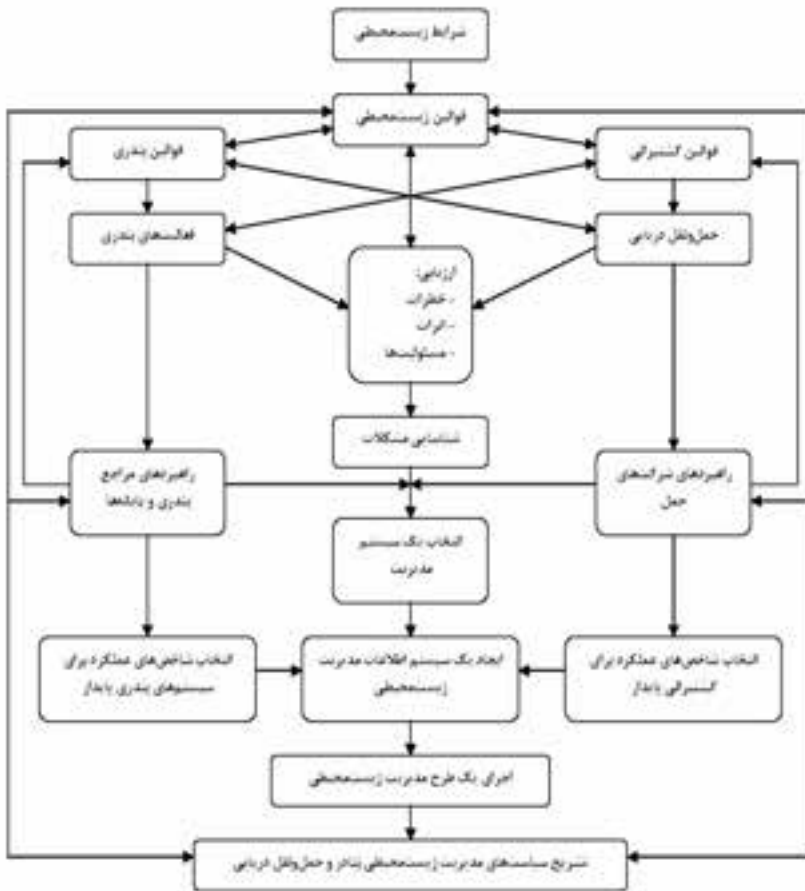 شرایط زیست‌محیطی
قوانین زیست‌محیطی
قوانین کشتیرانی
قوانین بندری
حمل‌ونقل دریایی
فعالیت‌های بندری
ارزیابی:
- خطرات
- اثرات
- مسئولیت‌ها
شناسایی مشکلات
راهبردهای شرکت‌های
حمل
راهبردهای مراجع
بندری و پایانه‌ها
انتخاب یک سیستم
مدیریت
انتخاب شاخص‌های عملکرد برای
کشتیرانی پایدار
ایجاد یک سیستم اطلاعات مدیریت
زیست‌محیطی
انتخاب شاخص‌های عملکرد برای
سیستم‌های بندری پایدار
اجرای یک طرح مدیریت زیست‌محیطی
تشریح سیاست‌های مدیریت زیست‌محیطی بنادر و حمل‌ونقل دریایی